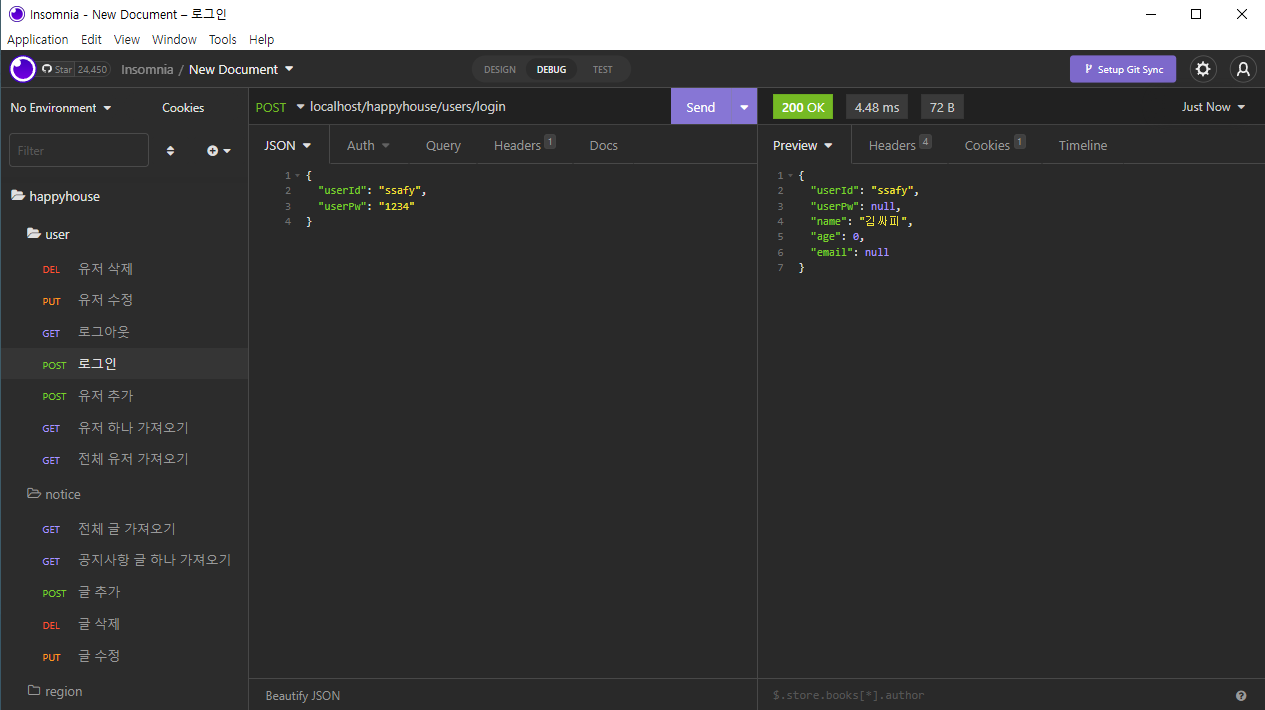 Insomnia - New Document – 로그인
Application Edit View Window Tools Help
Star 24,450 Insomnia / New Document DESIGN DEBUG TEST Setup Git Sync
No Environment Cookies
Filter
happyhouse
user
DEL 유저 삭제
PUT 유저 수정
GET 로그아웃
POST 로그인
POST 유저 추가
GET 유저 하나 가져오기
GET 전체 유저 가져오기
notice
GET 전체 글 가져오기
GET 공지사항 글 하나 가져오기
POST 글 추가
DEL 글 삭제
PUT 글 수정
region
POST localhost/happyhouse/users/login Send
JSON Auth Query Headers 1 Docs
1 {
2 "userId": "ssafy",
3 "userPw": "1234"
4 }
Beautify JSON
200 OK 4.48 ms 72 B Just Now
Preview Headers 4 Cookies 1 Timeline
1 {
2 "userId": "ssafy",
3 "userPw": null,
4 "name": "김싸피",
5 "age": 0,
6 "email": null
7 }
$.store.books[*].author ?